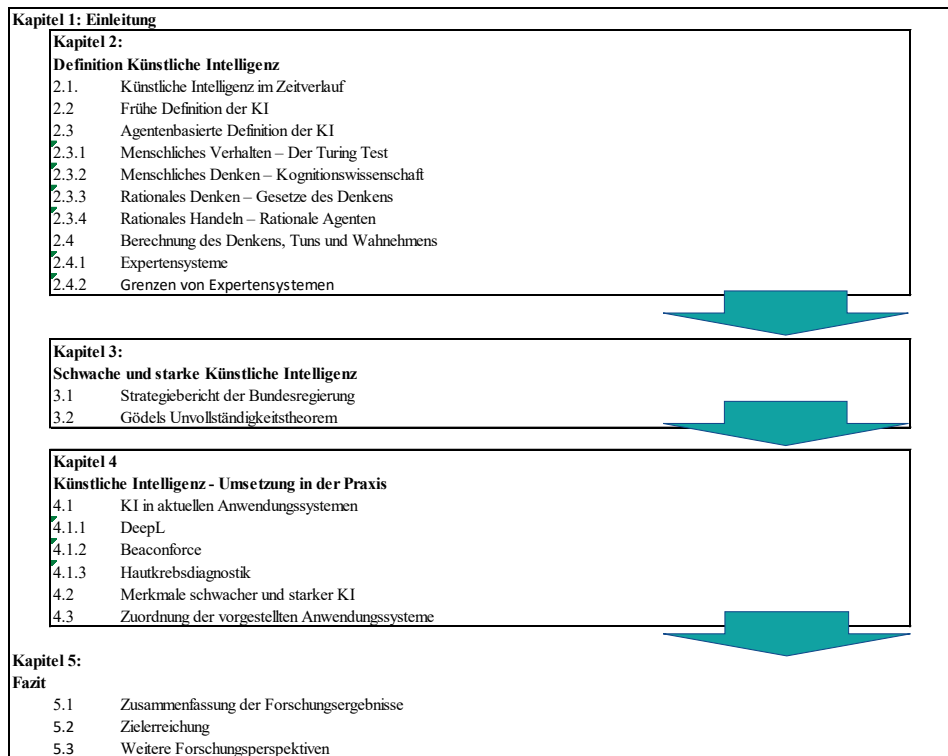 Kapitel 1: Einleitung
Kapitel 2:
Definition Künstliche Intelligenz
2.1. Künstliche Intelligenz im Zeitverlauf
2.2 Frühe Definition der KI
2.3 Agentenbasierte Definition der KI
2.3.1 Menschliches Verhalten – Der Turing Test
2.3.2 Menschliches Denken – Kognitionswissenschaft
2.3.3 Rationales Denken – Gesetze des Denkens
2.3.4 Rationales Handeln – Rationale Agenten
2.4 Berechnung des Denkens, Tuns und Wahnehmens
2.4.1 Expertensysteme
2.4.2 Grenzen von Expertensystemen
Kapitel 3:
Schwache und starke Künstliche Intelligenz
3.1 Strategiebericht der Bundesregierung
3.2 Gödels Unvollständigkeitstheorem
Kapitel 4
Künstliche Intelligenz - Umsetzung in der Praxis
4.1 KI in aktuellen Anwendungssystemen
4.1.1 DeepL
4.1.2 Beaconforce
4.1.3 Hautkrebsdiagnostik
4.2 Merkmale schwacher und starker KI
4.3 Zuordnung der vorgestellten Anwendungssysteme
Kapitel 5:
Fazit
5.1 Zusammenfassung der Forschungsergebnisse
5.2 Zielerreichung
5.3 Weitere Forschungsperspektiven